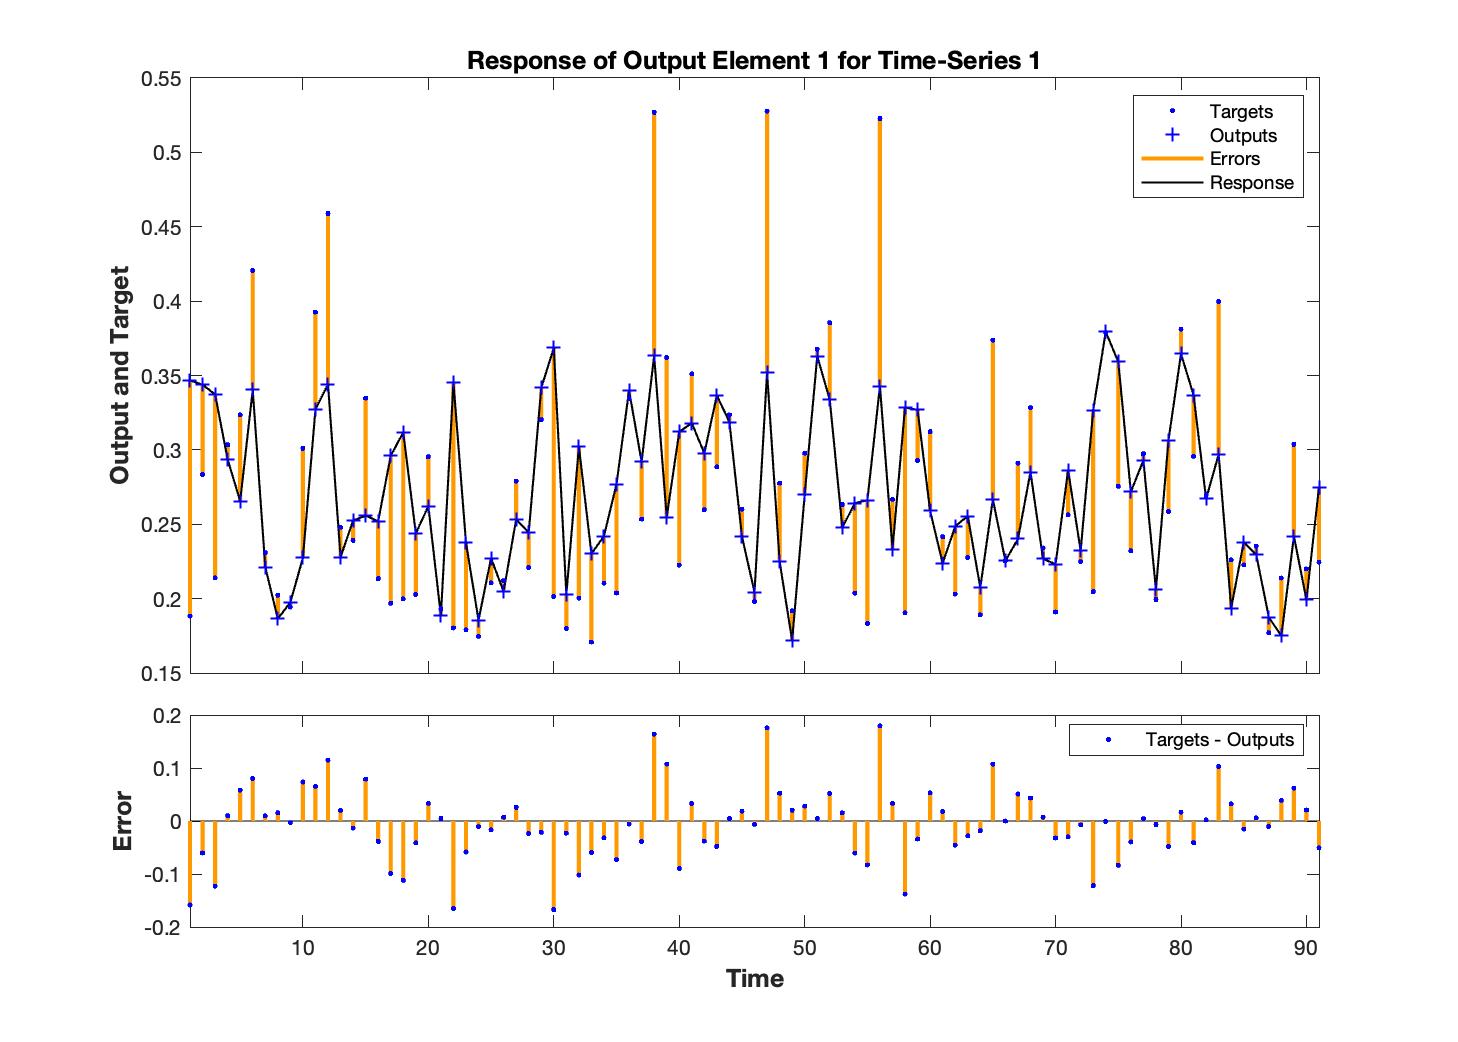 Response of Output Element 1 for Time-Series 1
Output and Target
0.55
0.5
0.45
0.4
0.35
0.3
0.25
0.2
0.15
Targets
Outputs
Errors
Response
Error
0.2
0.1
0
-0.1
-0.2
Targets - Outputs
10 20 30 40 50 60 70 80 90
Time